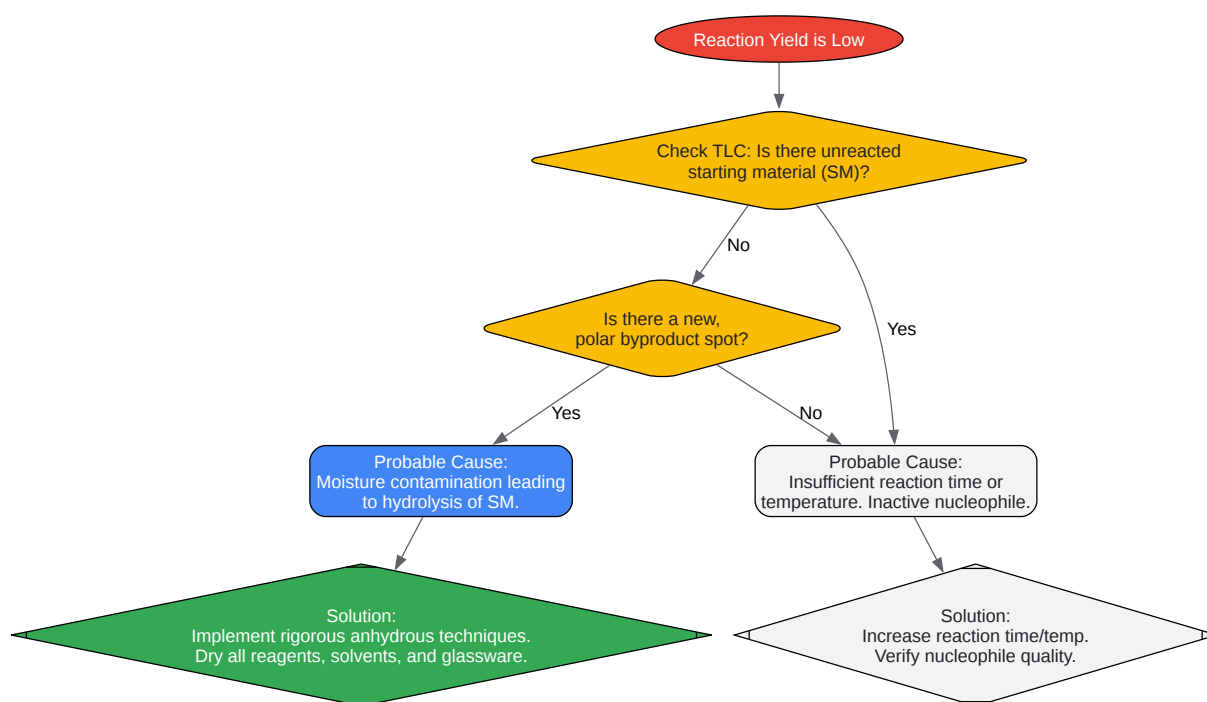 Reaction Yield is Low
Check TLC: Is there unreacted
starting material (SM)?
No
Is there a new,
polar byproduct spot?
Yes
Yes
No
Probable Cause:
Moisture contamination leading
to hydrolysis of SM.
Probable Cause:
Insufficient reaction time or
temperature. Inactive nucleophile.
Solution:
Implement rigorous anhydrous techniques.
Dry all reagents, solvents, and glassware.
Solution:
Increase reaction time/temp.
Verify nucleophile quality.